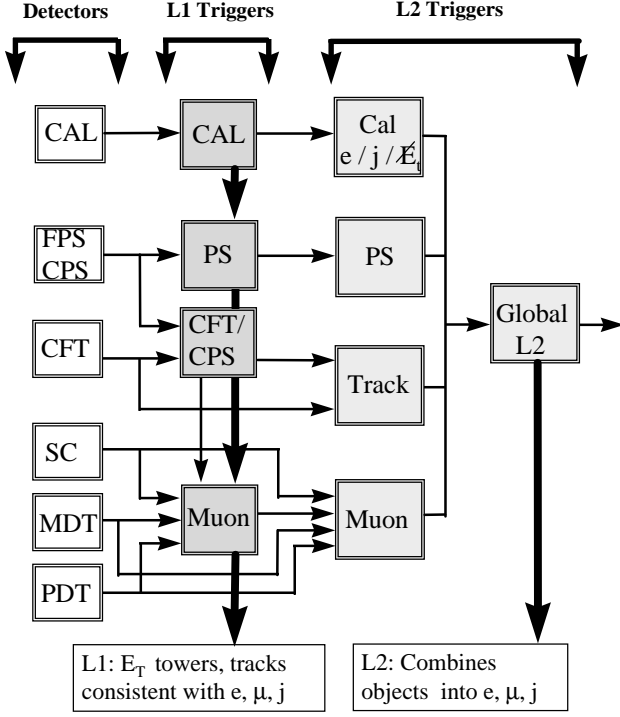 Detectors
L1 Triggers
L2 Triggers
CAL
CAL
Cal
e / j / E̸t
FPS
CPS
PS
PS
CFT/
CPS
Global
L2
CFT
Track
SC
Muon
Muon
MDT
PDT
L1: ET towers, tracks
consistent with e, μ, j
L2: Combines
objects into e, μ, j